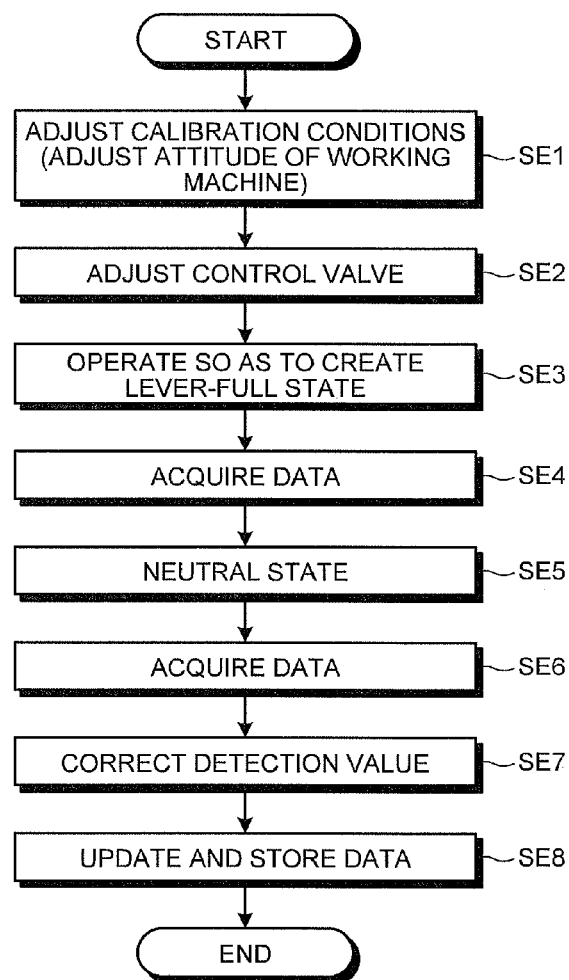 START
ADJUST CALIBRATION CONDITIONS
(ADJUST ATTITUDE OF WORKING
MACHINE)
SE1
ADJUST CONTROL VALVE
SE2
OPERATE SO AS TO CREATE
LEVER-FULL STATE
SE3
ACQUIRE DATA
SE4
NEUTRAL STATE
SE5
ACQUIRE DATA
SE6
CORRECT DETECTION VALUE
SE7
UPDATE AND STORE DATA
SE8
END